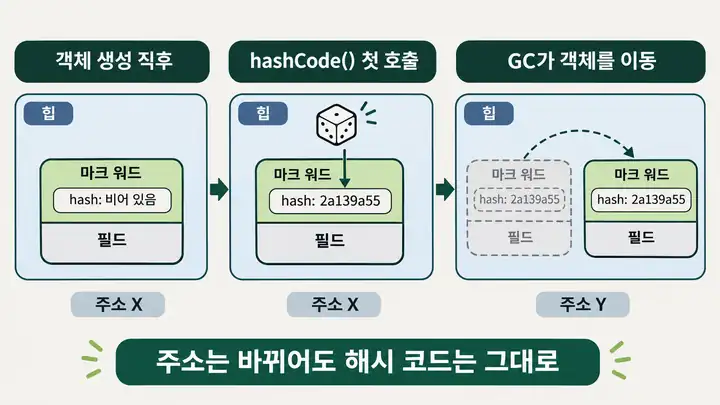 객체 생성 직후
힙
마크 워드
hash: 비어 있음
필드
주소 X
hashCode() 첫 호출
힙
마크 워드
hash: 2a139a55
필드
주소 X
GC가 객체를 이동
힙
마크 워드
hash: 2a139a55
필드
마크 워드
hash: 2a139a55
필드
주소 Y
주소는 바뀌어도 해시 코드는 그대로